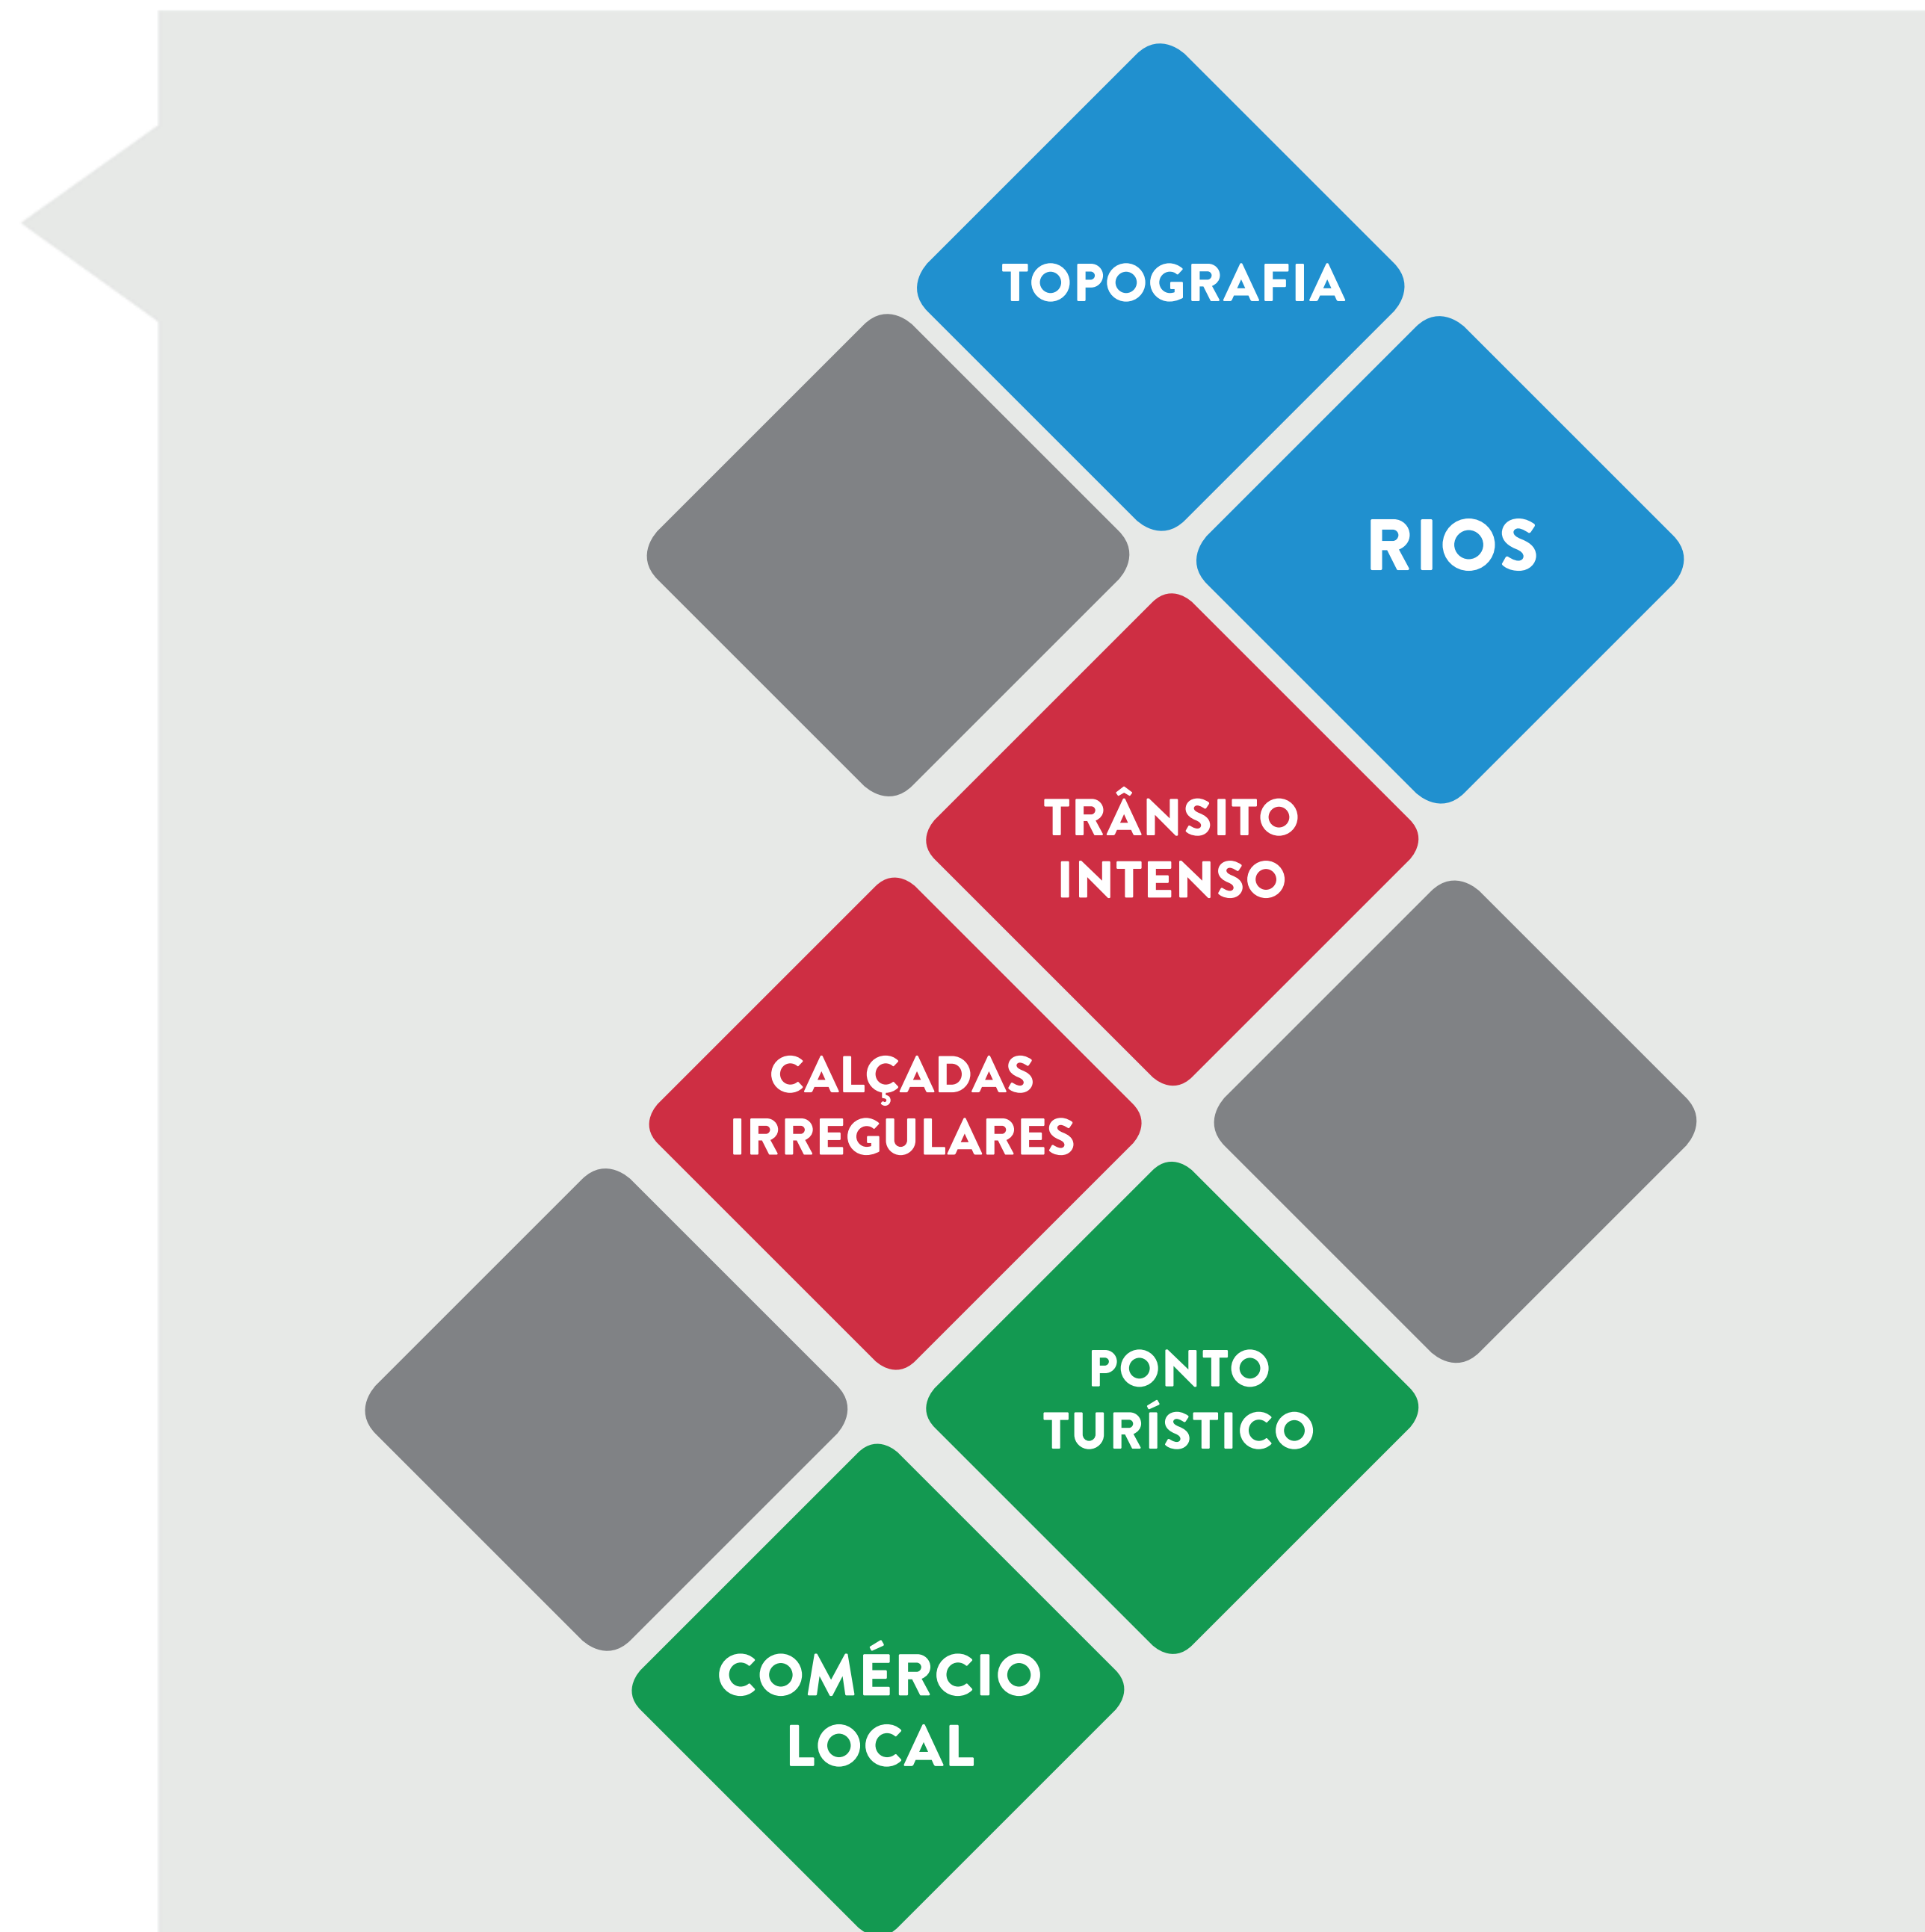 TOPOGRAFIA
RIOS
TRÂNSITO
INTENSO
CALÇADAS
IRREGULARES
PONTO
TURÍSTICO
COMÉRCIO
LOCAL